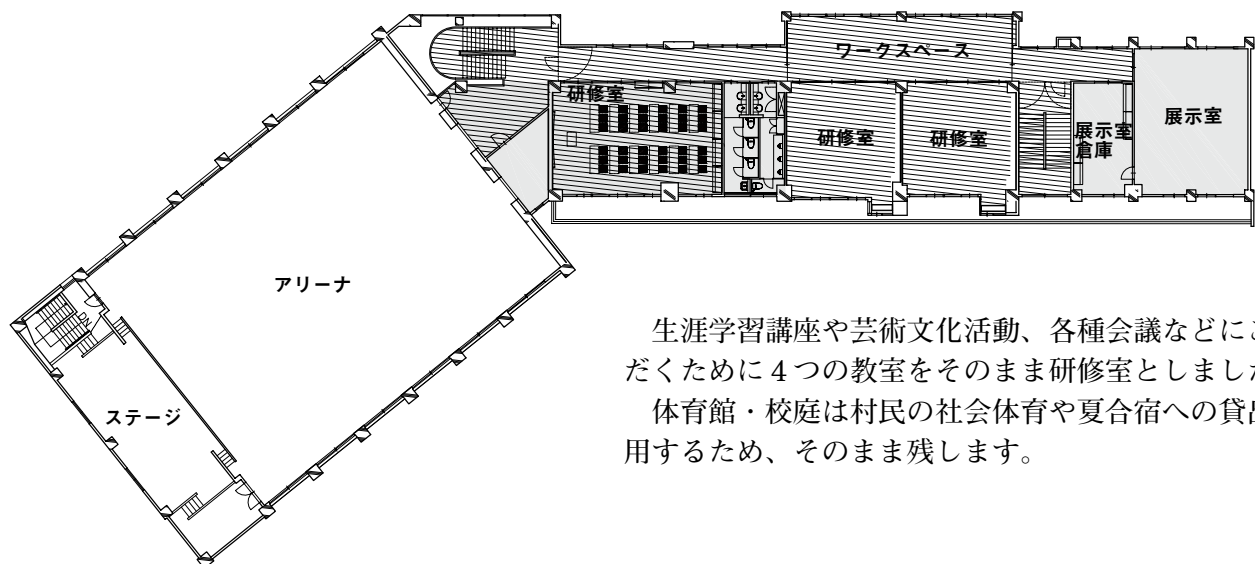 ワークスペース
研修室
研修室
研修室
展示室
倉庫
展示室
アリーナ
DN
ステージ
生涯学習講座や芸術文化活動、各種会議などに
だくために４つの教室をそのまま研修室としまし
体育館・校庭は村民の社会体育や夏合宿への貸
用するため、そのまま残します。